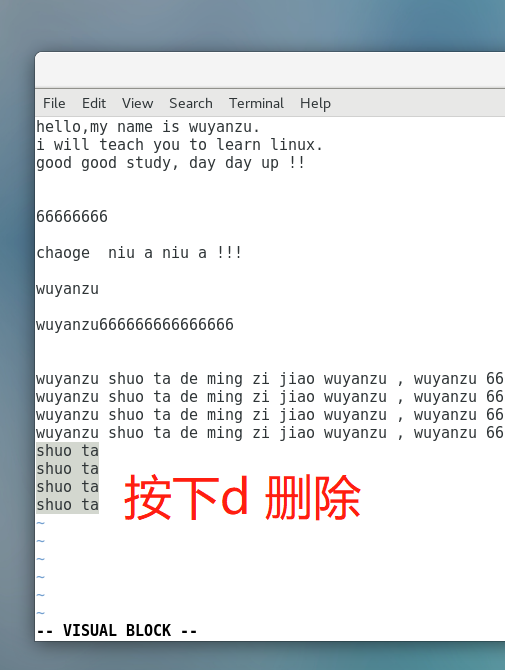 File Edit View Search Terminal Help
hello,my name is wuyanzu.
i will teach you to learn linux.
good good study, day day up !!
66666666
chaoge  niu a niu a !!!
wuyanzu
wuyanzu666666666666666
wuyanzu shuo ta de ming zi jiao wuyanzu , wuyanzu 66
wuyanzu shuo ta de ming zi jiao wuyanzu , wuyanzu 66
wuyanzu shuo ta de ming zi jiao wuyanzu , wuyanzu 66
wuyanzu shuo ta de ming zi jiao wuyanzu , wuyanzu 66
shuo ta
shuo ta
shuo ta
shuo ta
按下d 删除
~
~
~
~
~
~
-- VISUAL BLOCK --